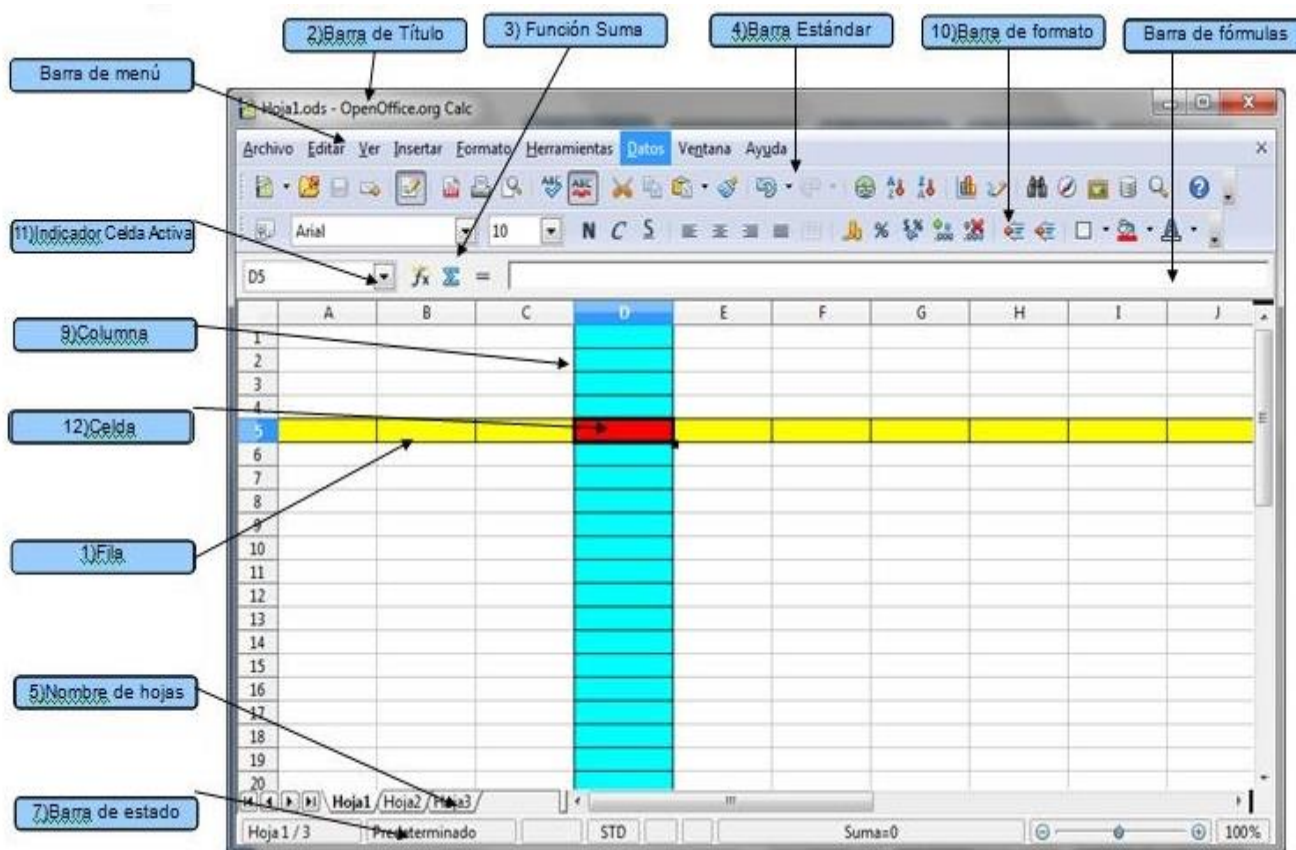 2)Barra de Título
3) Función Suma
4)Barra Estándar
10)Barra de formato
Barra de fórmulas
Barra de menú
Hoja1.ods - OpenOffice.org Calc
Archivo Editar Ver Insertar Formato Herramientas Datos Ventana Ayuda
11)Indicador Celda Activa
Arial 10 N C S
D5 fx Σ =
A B C D E F G H I J
9)Columna
12)Celda
1)Fila
5)Nombre de hojas
7)Barra de estado
1
2
3
4
5
6
7
8
9
10
11
12
13
14
15
16
17
18
19
20
Hoja1 Hoja2 Hoja3
Hoja 1 / 3 Predeterminado STD Suma=0 100%